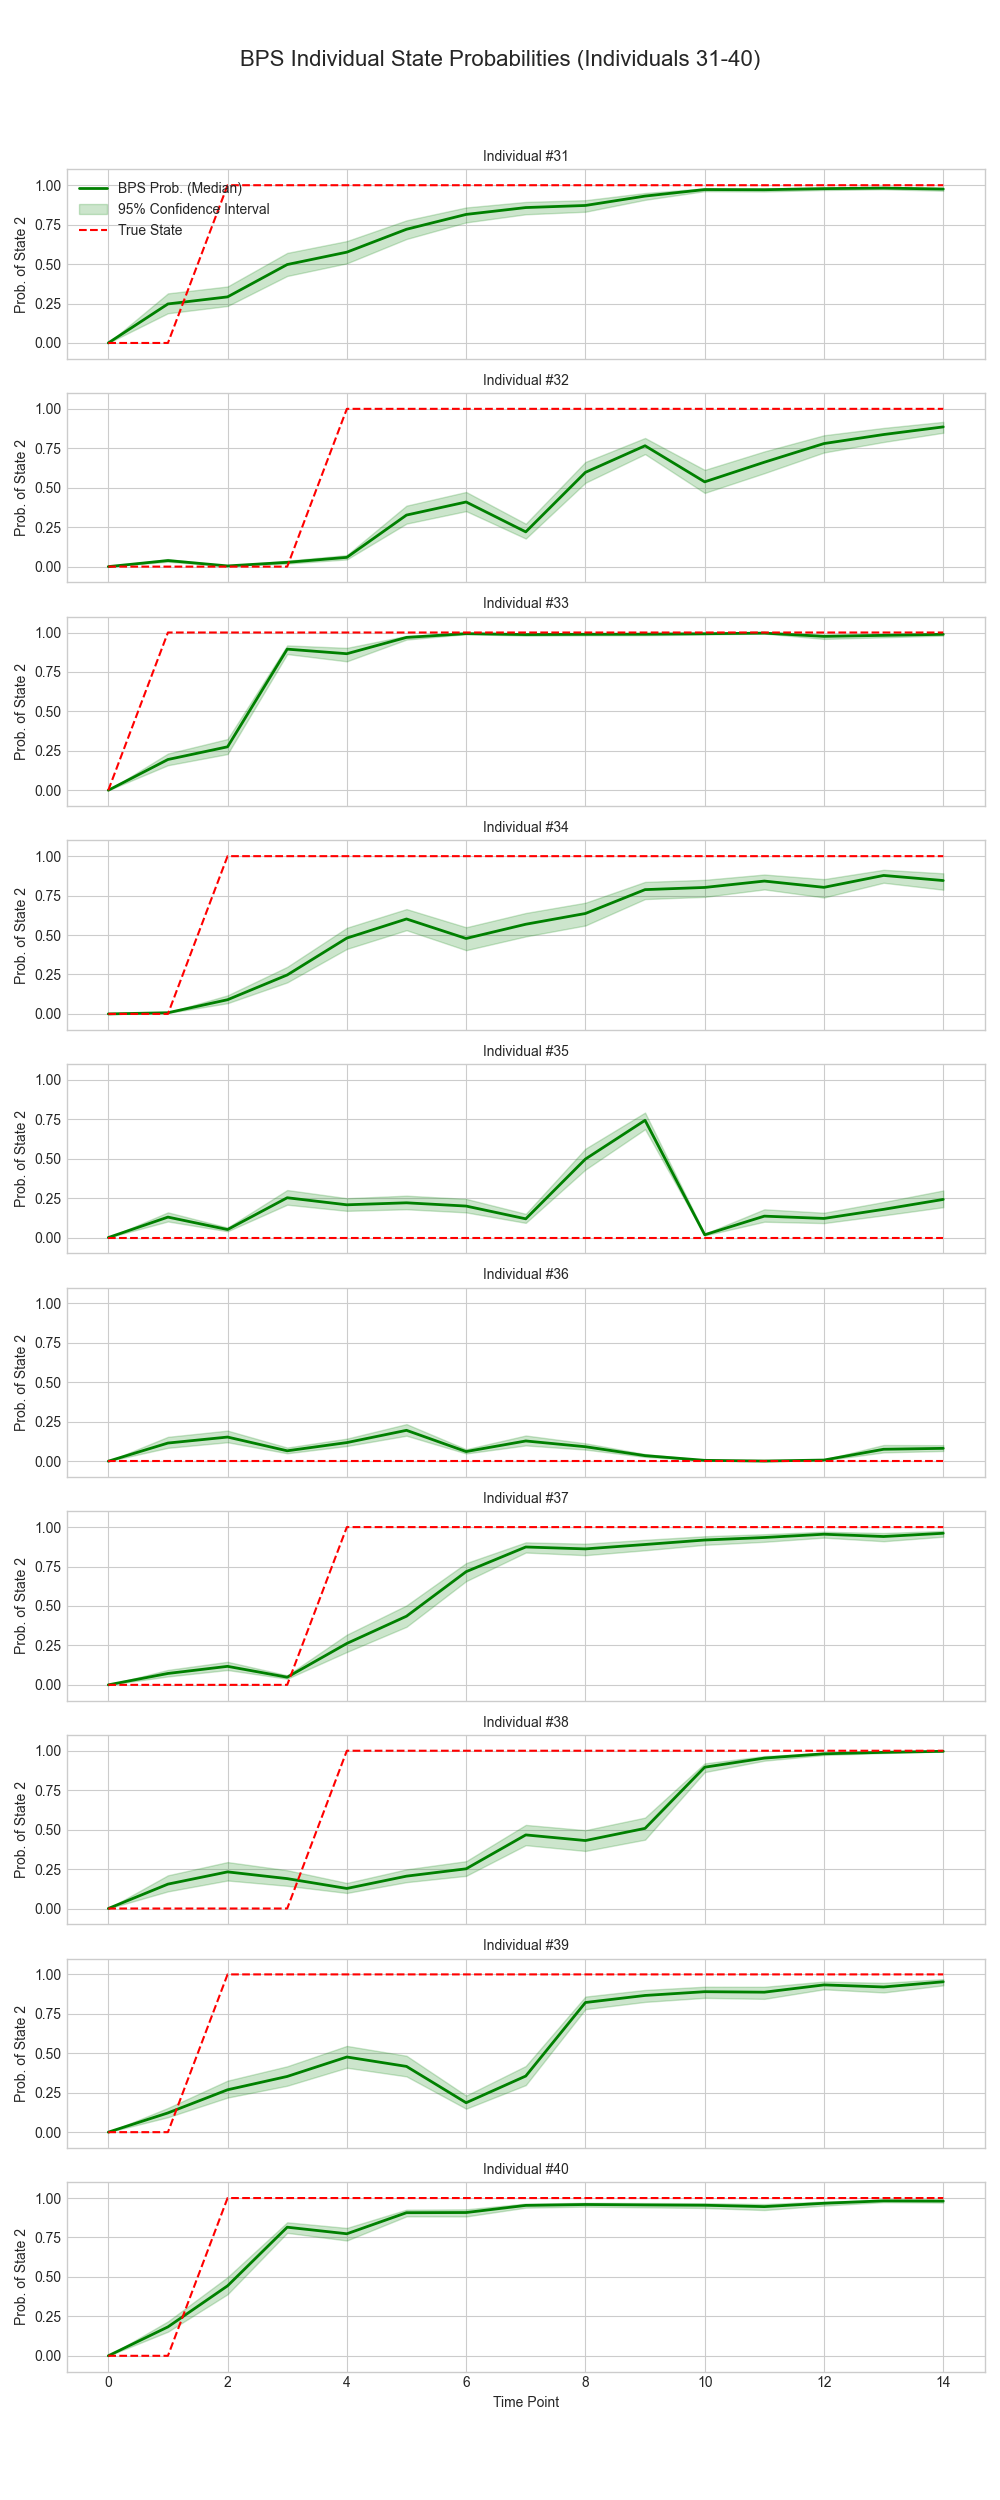 BPS Individual State Probabilities (Individuals 31-40)
Individual #31
Prob. of State 2
1.00
0.75
0.50
0.25
0.00
BPS Prob. (Median)
95% Confidence Interval
True State
Individual #32
Prob. of State 2
1.00
0.75
0.50
0.25
0.00
Individual #33
Prob. of State 2
1.00
0.75
0.50
0.25
0.00
Individual #34
Prob. of State 2
1.00
0.75
0.50
0.25
0.00
Individual #35
Prob. of State 2
1.00
0.75
0.50
0.25
0.00
Individual #36
Prob. of State 2
1.00
0.75
0.50
0.25
0.00
Individual #37
Prob. of State 2
1.00
0.75
0.50
0.25
0.00
Individual #38
Prob. of State 2
1.00
0.75
0.50
0.25
0.00
Individual #39
Prob. of State 2
1.00
0.75
0.50
0.25
0.00
Individual #40
Prob. of State 2
1.00
0.75
0.50
0.25
0.00
0 2 4 6 8 10 12 14
Time Point